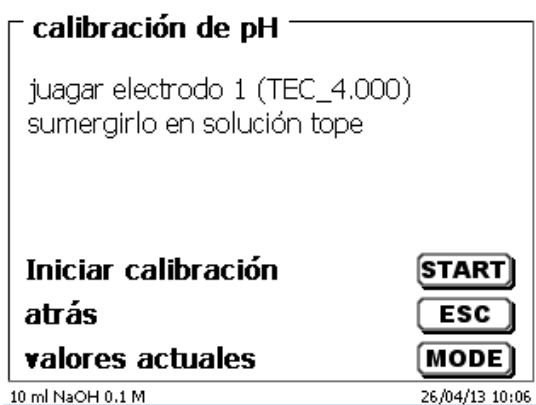 calibración de pH
juagar electrodo 1 (TEC_4.000)
sumergirlo en solución tope
Iniciar calibración START
atrás ESC
valores actuales MODE
10 ml NaOH 0.1 M 26/04/13 10:06